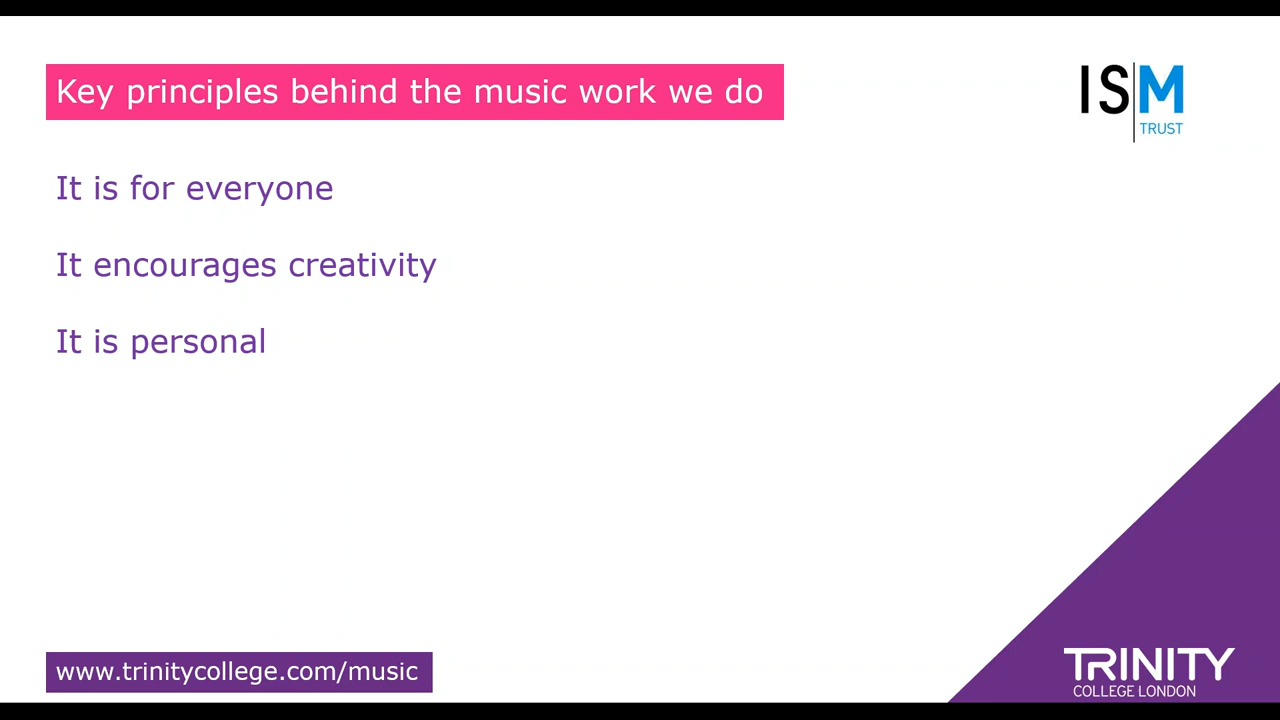 Key principles behind the music work we do
ISM
TRUST
It is for everyone
It encourages creativity
It is personal
www.trinitycollege.com/music
TRINITY
COLLEGE LONDON